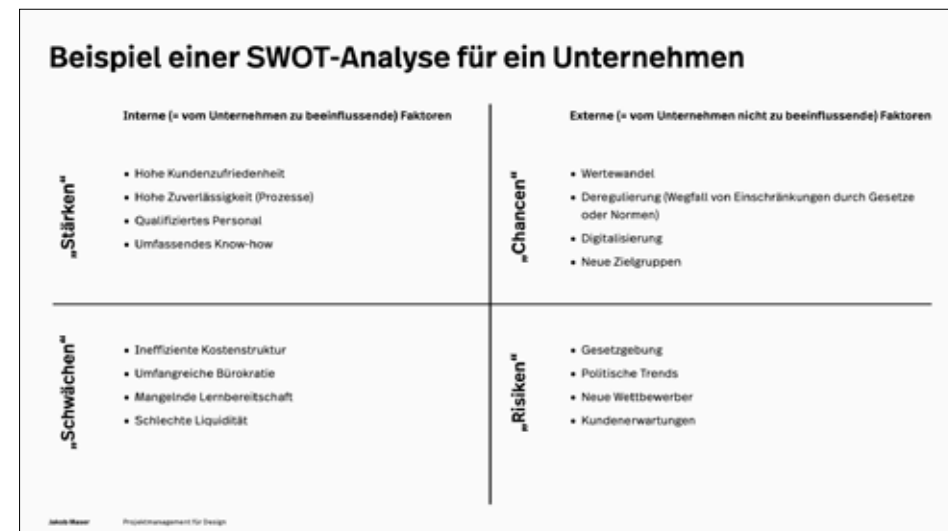 Beispiel einer SWOT-Analyse für ein Unternehmen
Interne (= vom Unternehmen zu beeinflussende) Faktoren
Externe (= vom Unternehmen nicht zu beeinflussende) Faktoren
„Stärken“
• Hohe Kundenzufriedenheit
• Hohe Zuverlässigkeit (Prozesse)
• Qualifiziertes Personal
• Umfassendes Know-how
„Chancen“
• Wertewandel
• Deregulierung (Wegfall von Einschränkungen durch Gesetze
oder Normen)
• Digitalisierung
• Neue Zielgruppen
„Schwächen“
• Ineffiziente Kostenstruktur
• Umfangreiche Bürokratie
• Mangelnde Lernbereitschaft
• Schlechte Liquidität
„Risiken“
• Gesetzgebung
• Politische Trends
• Neue Wettbewerber
• Kundenerwartungen
Jakob Maser
Projektmanagement für Design